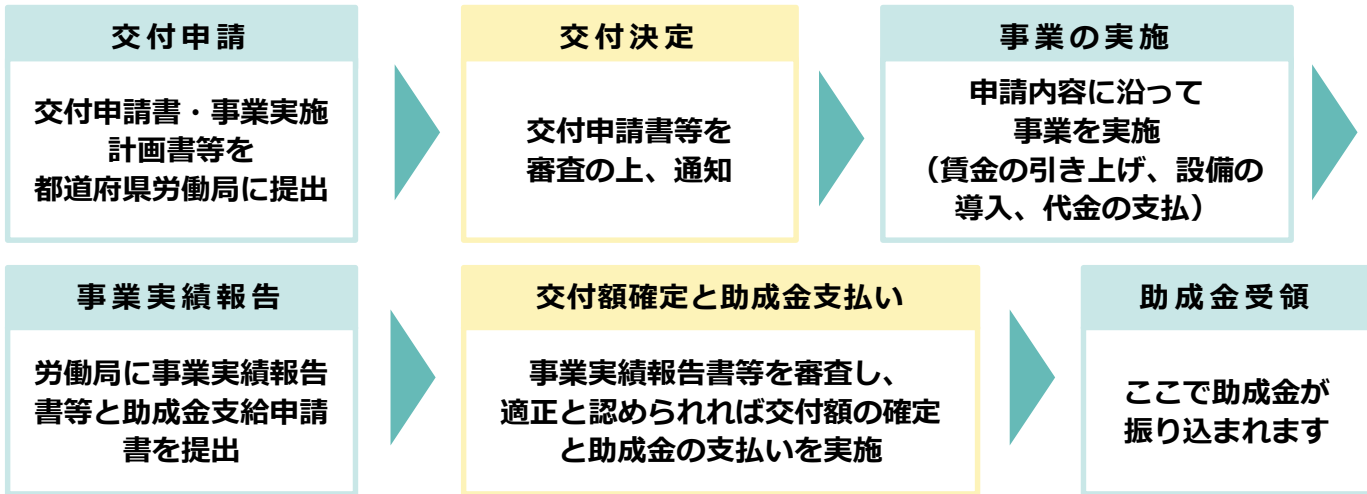 交付申請
交付申請書・事業実施
計画書等を
都道府県労働局に提出
交付決定
交付申請書等を
審査の上、通知
事業の実施
申請内容に沿って
事業を実施
（賃金の引き上げ、設備の
導入、代金の支払）
事業実績報告
労働局に事業実績報告
書等と助成金支給申請
書を提出
交付額確定と助成金支払い
事業実績報告書等を審査し、
適正と認められれば交付額の確定
と助成金の支払いを実施
助成金受領
ここで助成金が
振り込まれます